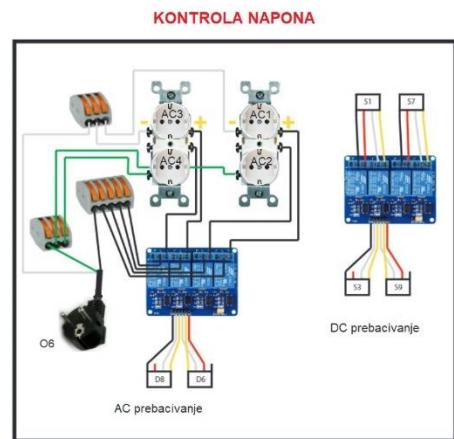 KONTROLA NAPONA
AC3
AC1
AC4
AC2
S1
S7
S3
S9
DC prebacivanje
O6
D8
D6
AC prebacivanje